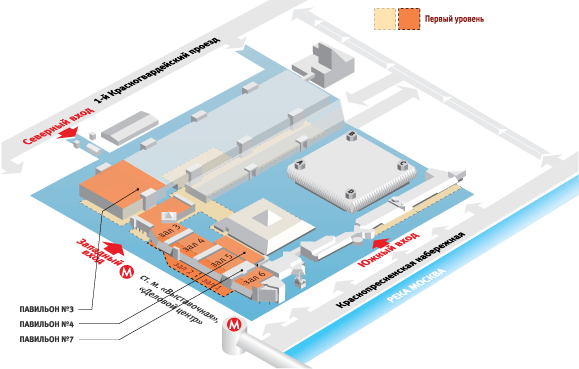 Первый уровень
1-й Красногвардейский проезд
Северный вход
A
B
C
зал 3
зал 4
зал 5
зал 6
Западный
вход
М
Южный вход
ст. м. «Выставочная»,
«Деловой центр»
Краснопресненская набережная
РЕКА МОСКВА
ПАВИЛЬОН №3
ПАВИЛЬОН №4
ПАВИЛЬОН №7
М